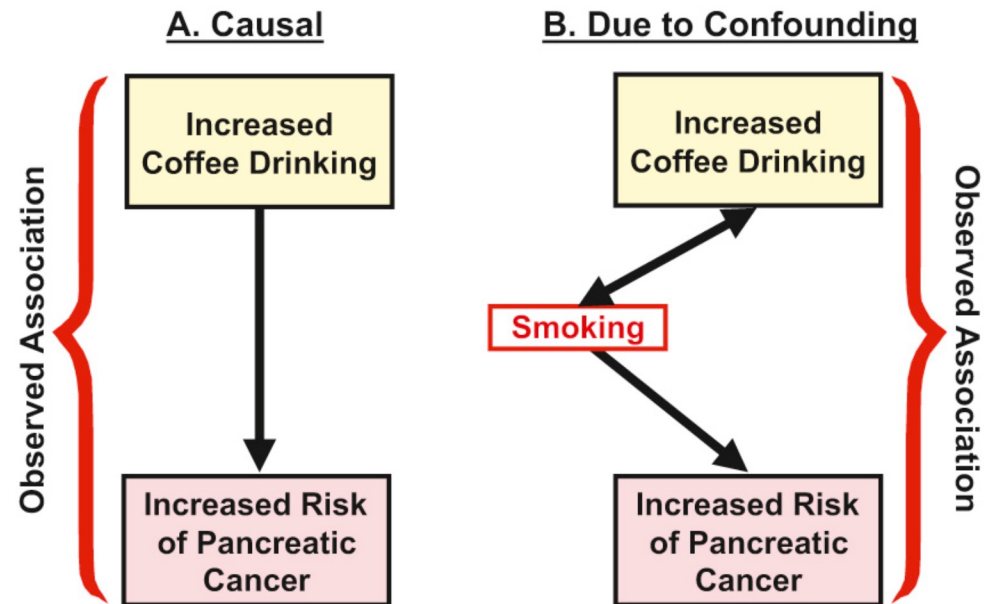 A. Causal
Observed Association
Increased
Coffee Drinking
Increased Risk
of Pancreatic
Cancer
B. Due to Confounding
Increased
Coffee Drinking
Smoking
Increased Risk
of Pancreatic
Cancer
Observed Association